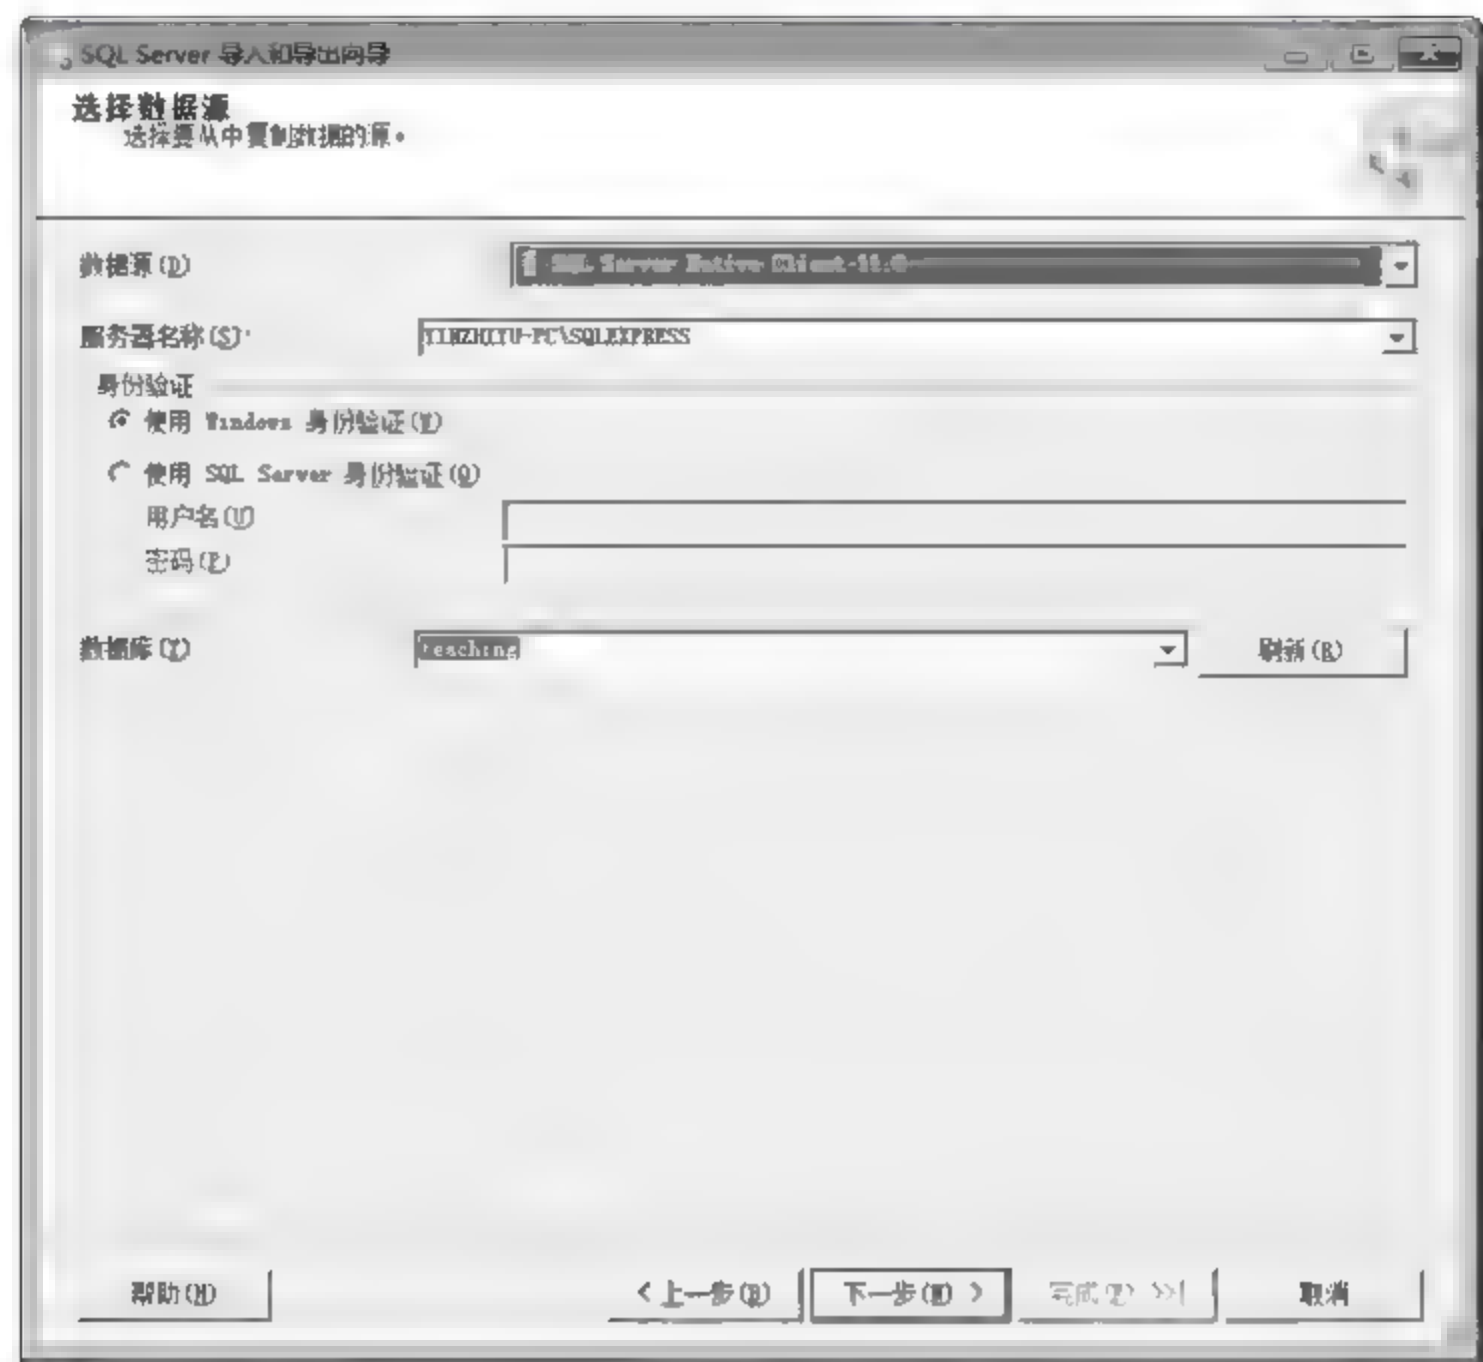 SQL Server 导入和导出向导
选择数据源
选择要从中复制数据的源。
数据源(D)
SQL Server Native Client 11.0
服务器名称(S)
\SQLEXPRESS
身份验证
使用 Windows 身份验证(W)
使用 SQL Server 身份验证(Q)
用户名(U)
密码(P)
数据库(T)
teaching
刷新(R)
帮助(H)
< 上一步(B)
下一步(N) >
完成(F) >>|
取消